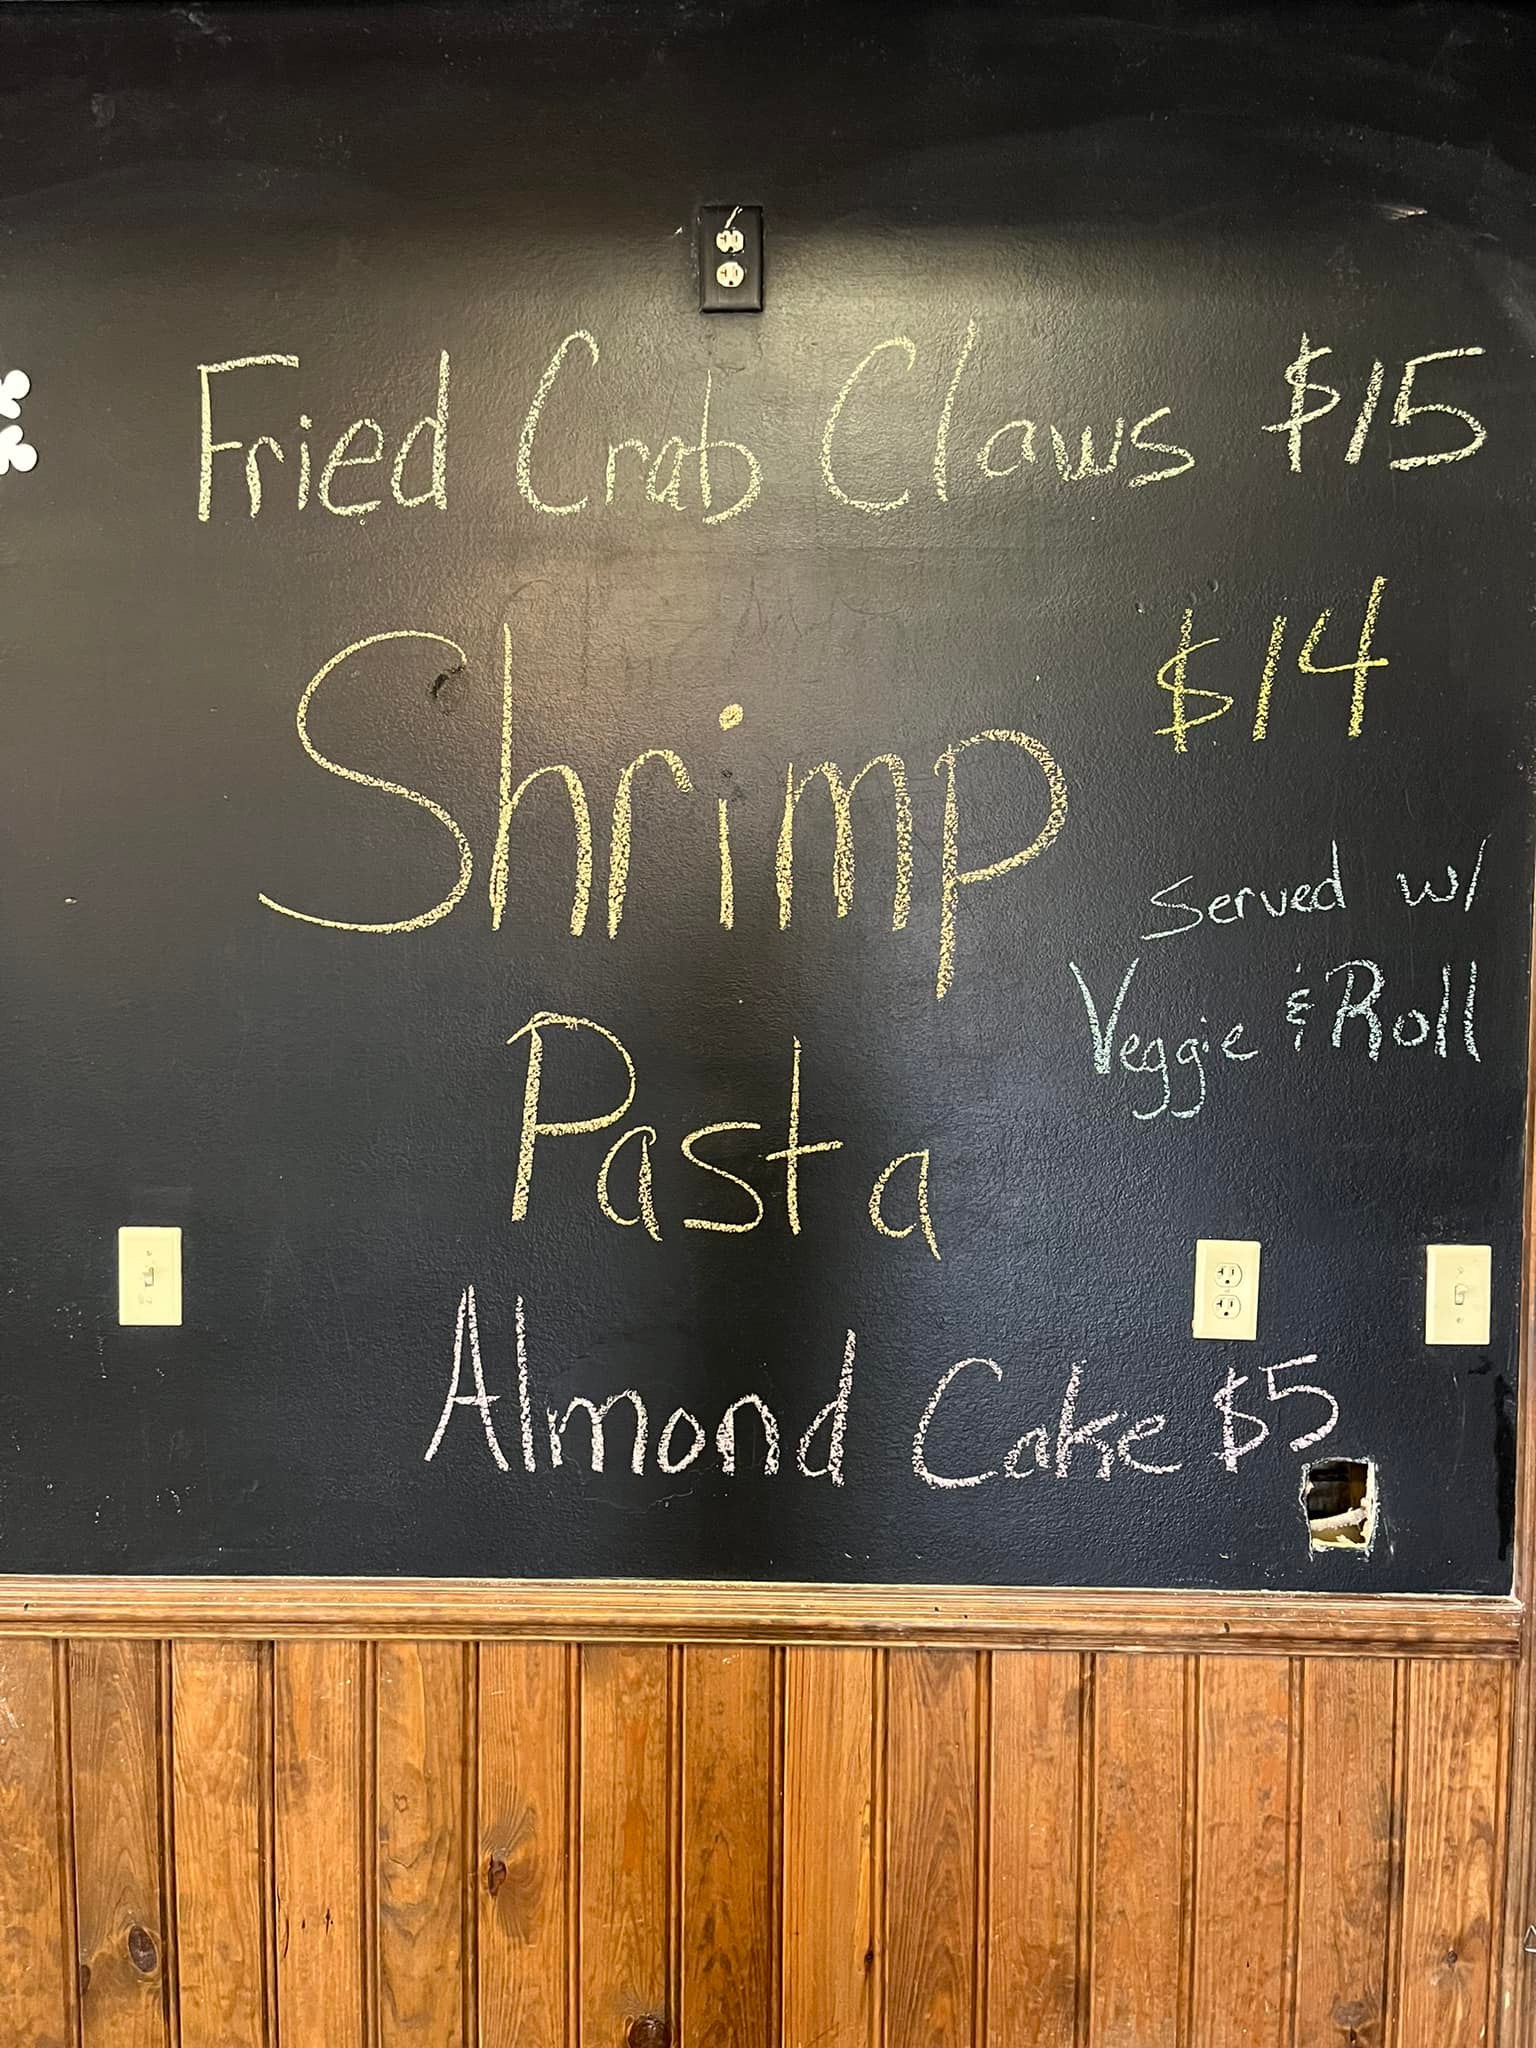 Fried Crab Claws $15
Shrimp $14
Pasta
Served w/
Veggie & Roll
Almond Cake $5